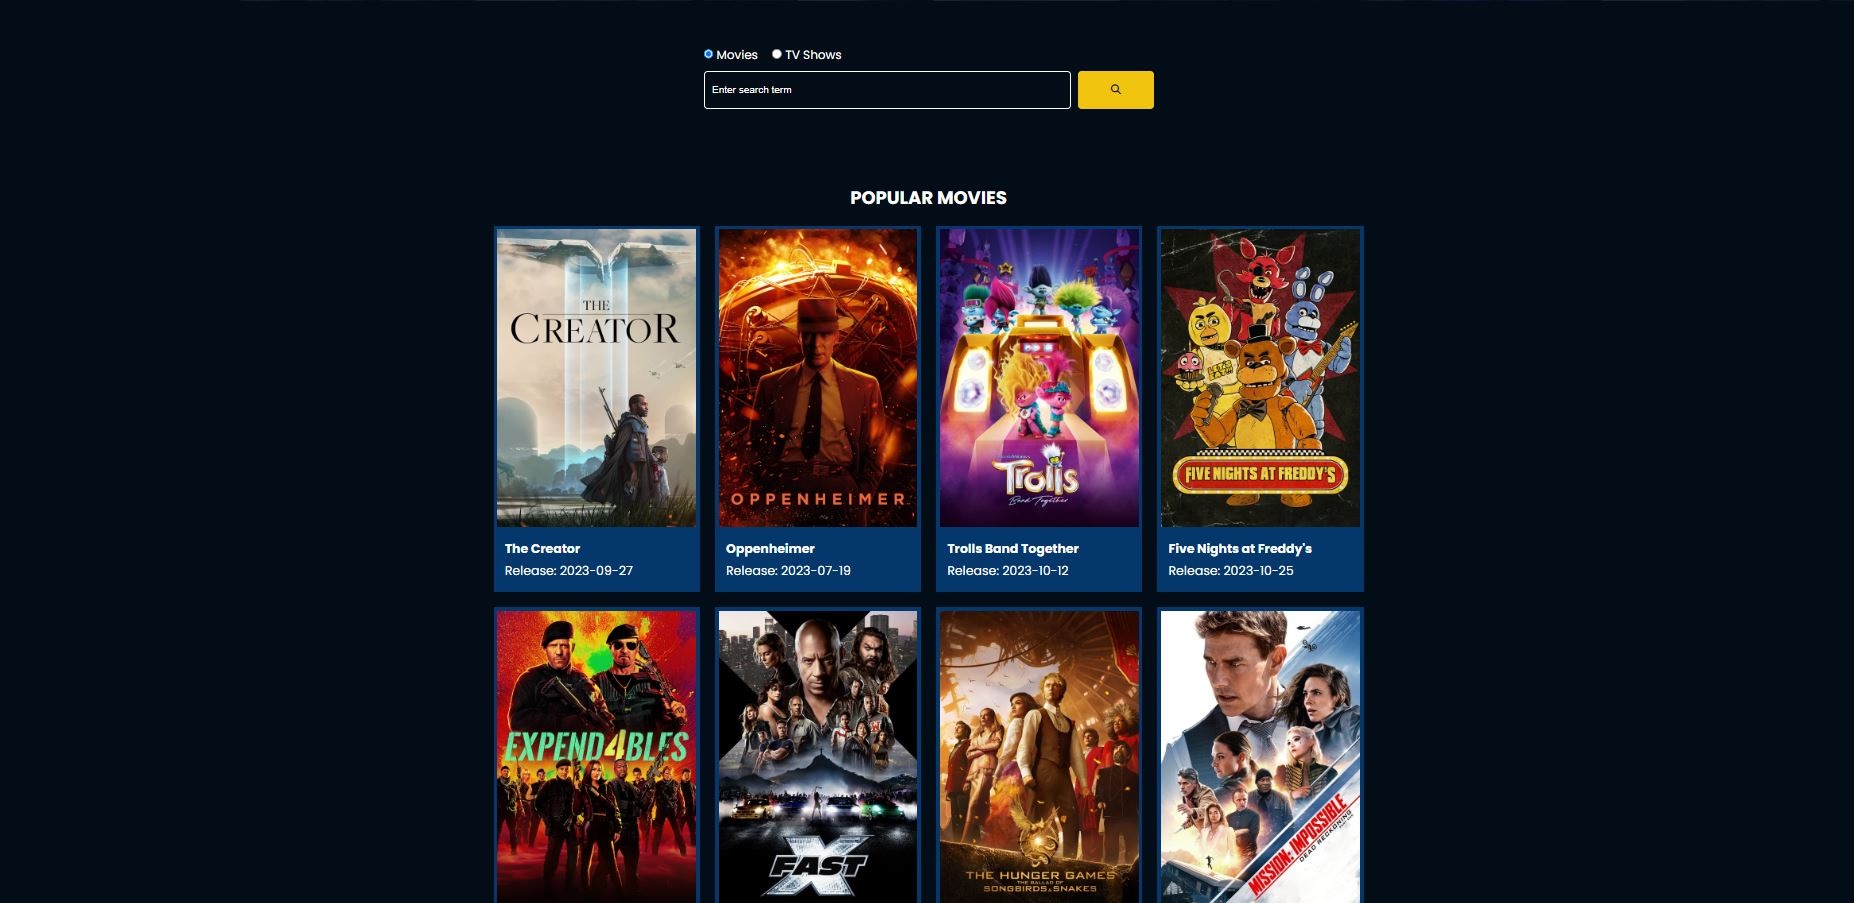 Movies TV Shows
Enter search term
POPULAR MOVIES
THE
CREATOR
OPPENHEIMER
Trolls
Band Together
LET'S
EAT!!!
FIVE NIGHTS AT FREDDY'S
The Creator
Release: 2023-09-27
Oppenheimer
Release: 2023-07-19
Trolls Band Together
Release: 2023-10-12
Five Nights at Freddy's
Release: 2023-10-25
EXPEND4BLES
FAST X
THE HUNGER GAMES
THE BALLAD OF
SONGBIRDS & SNAKES
MISSION: IMPOSSIBLE
DEAD RECKONING